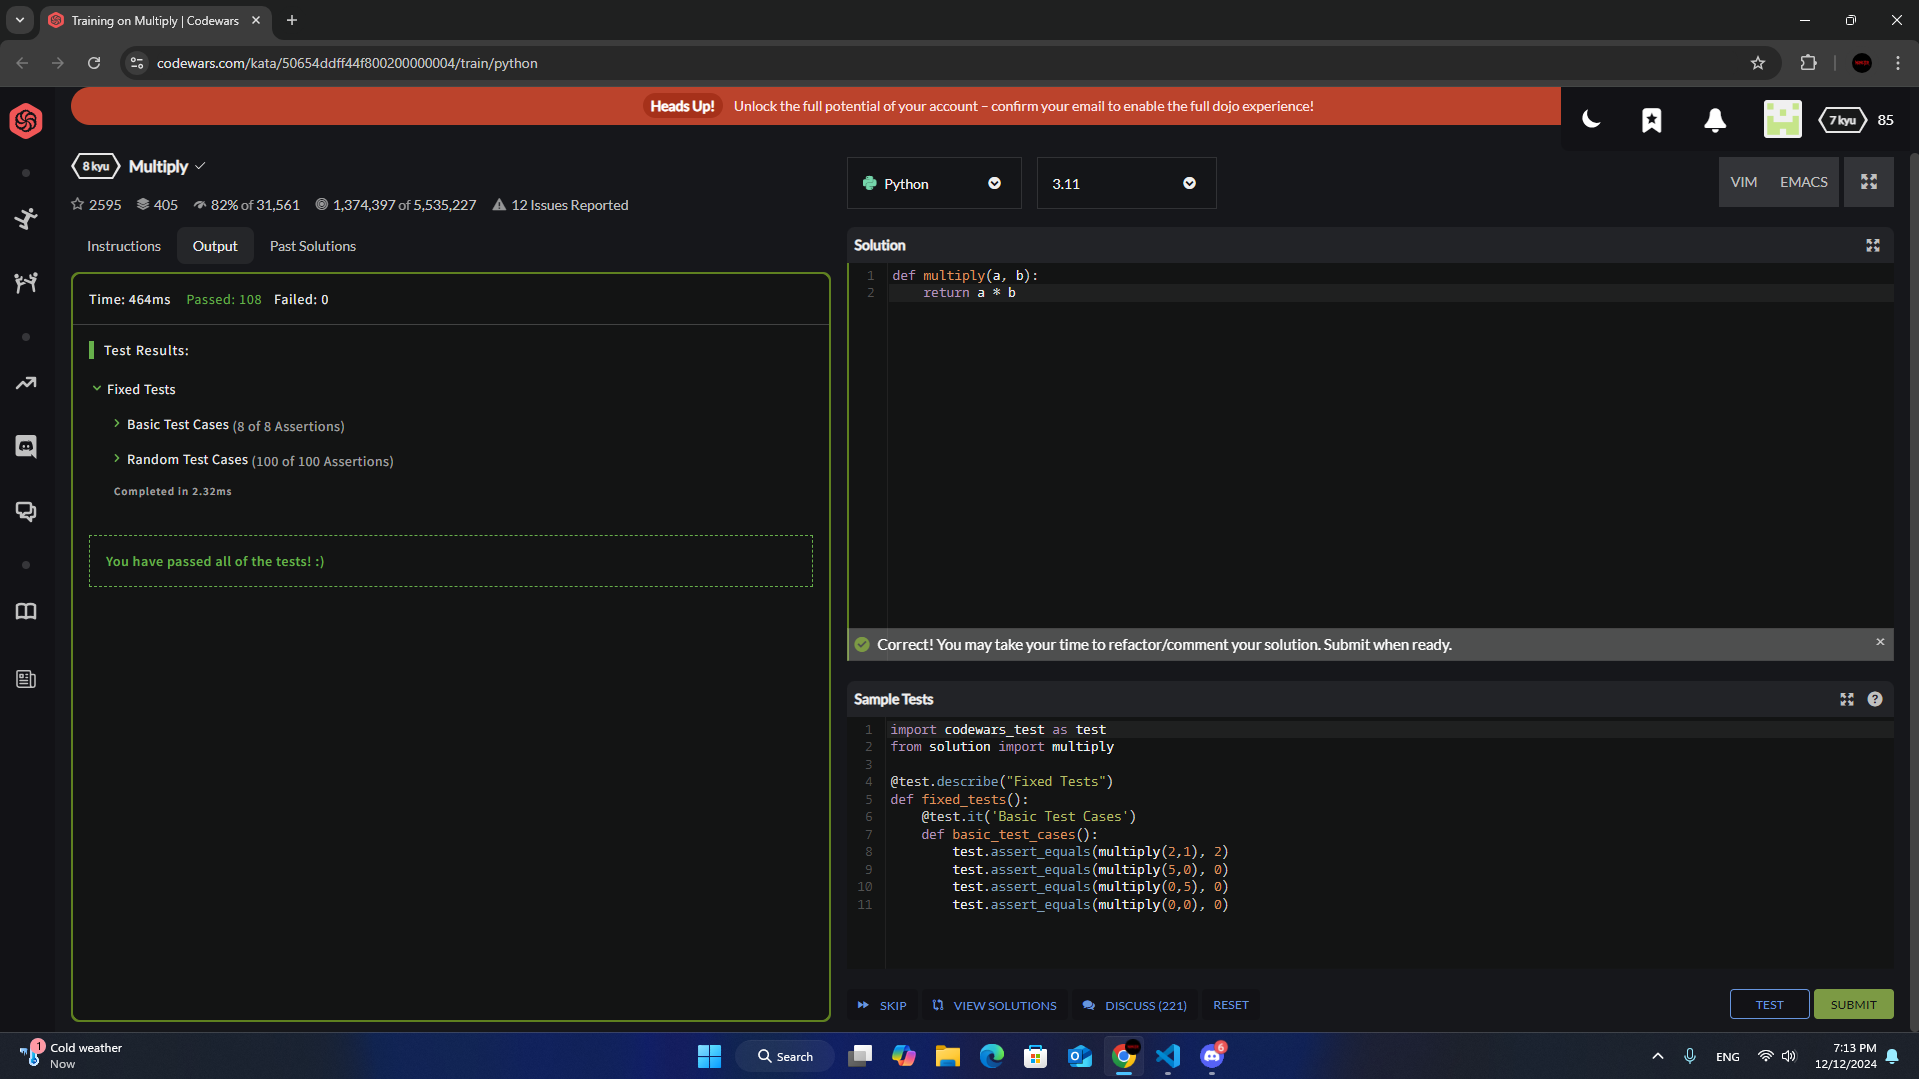 Training on Multiply | Codewars
codewars.com/kata/50654ddff44f800200000004/train/python
Heads Up! Unlock the full potential of your account – confirm your email to enable the full dojo experience!
7 kyu 85
8 kyu Multiply
2595 405 82% of 31,561 1,374,397 of 5,535,227 12 Issues Reported
Instructions Output Past Solutions
Time: 464ms Passed: 108 Failed: 0
Test Results:
Fixed Tests
Basic Test Cases (8 of 8 Assertions)
Random Test Cases (100 of 100 Assertions)
Completed in 2.32ms
You have passed all of the tests! :)
Python 3.11
VIM EMACS
Solution
1 def multiply(a, b):
2 return a * b
Correct! You may take your time to refactor/comment your solution. Submit when ready.
Sample Tests
1 import codewars_test as test
2 from solution import multiply
3
4 @test.describe("Fixed Tests")
5 def fixed_tests():
6 @test.it('Basic Test Cases')
7 def basic_test_cases():
8 test.assert_equals(multiply(2,1), 2)
9 test.assert_equals(multiply(5,0), 0)
10 test.assert_equals(multiply(0,5), 0)
11 test.assert_equals(multiply(0,0), 0)
SKIP VIEW SOLUTIONS DISCUSS (221) RESET
TEST SUBMIT
1 Cold weather
Now
Search
6
ENG
7:13 PM
12/12/2024